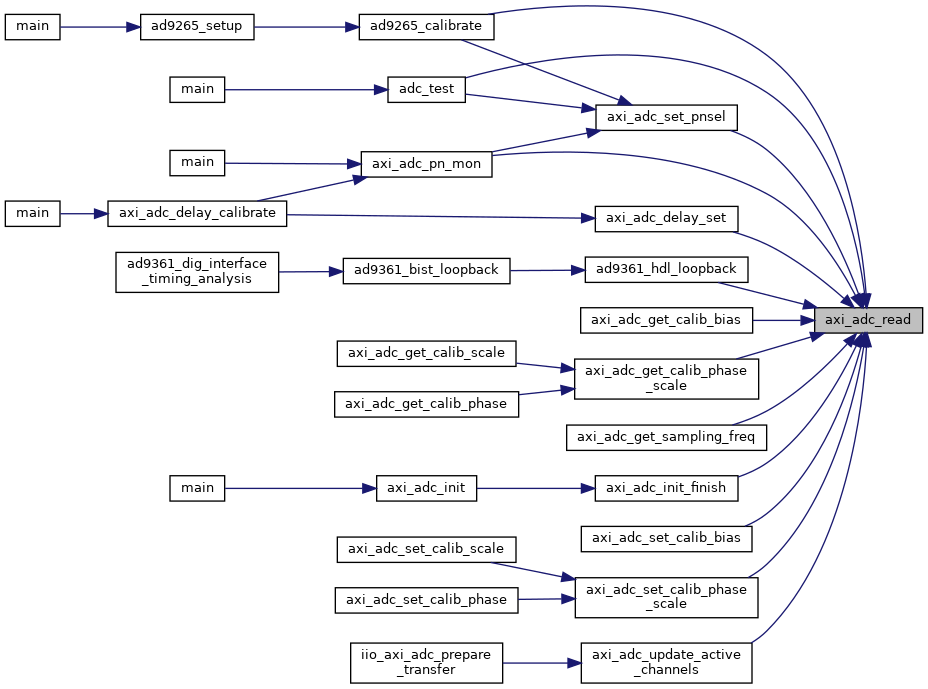 main
ad9265_setup
ad9265_calibrate
main
adc_test
axi_adc_set_pnsel
main
axi_adc_pn_mon
main
axi_adc_delay_calibrate
axi_adc_delay_set
ad9361_dig_interface
_timing_analysis
ad9361_bist_loopback
ad9361_hdl_loopback
axi_adc_get_calib_bias
axi_adc_read
axi_adc_get_calib_scale
axi_adc_get_calib_phase
_scale
axi_adc_get_calib_phase
axi_adc_get_sampling_freq
main
axi_adc_init
axi_adc_init_finish
axi_adc_set_calib_bias
axi_adc_set_calib_scale
axi_adc_set_calib_phase
_scale
axi_adc_set_calib_phase
iio_axi_adc_prepare
_transfer
axi_adc_update_active
_channels